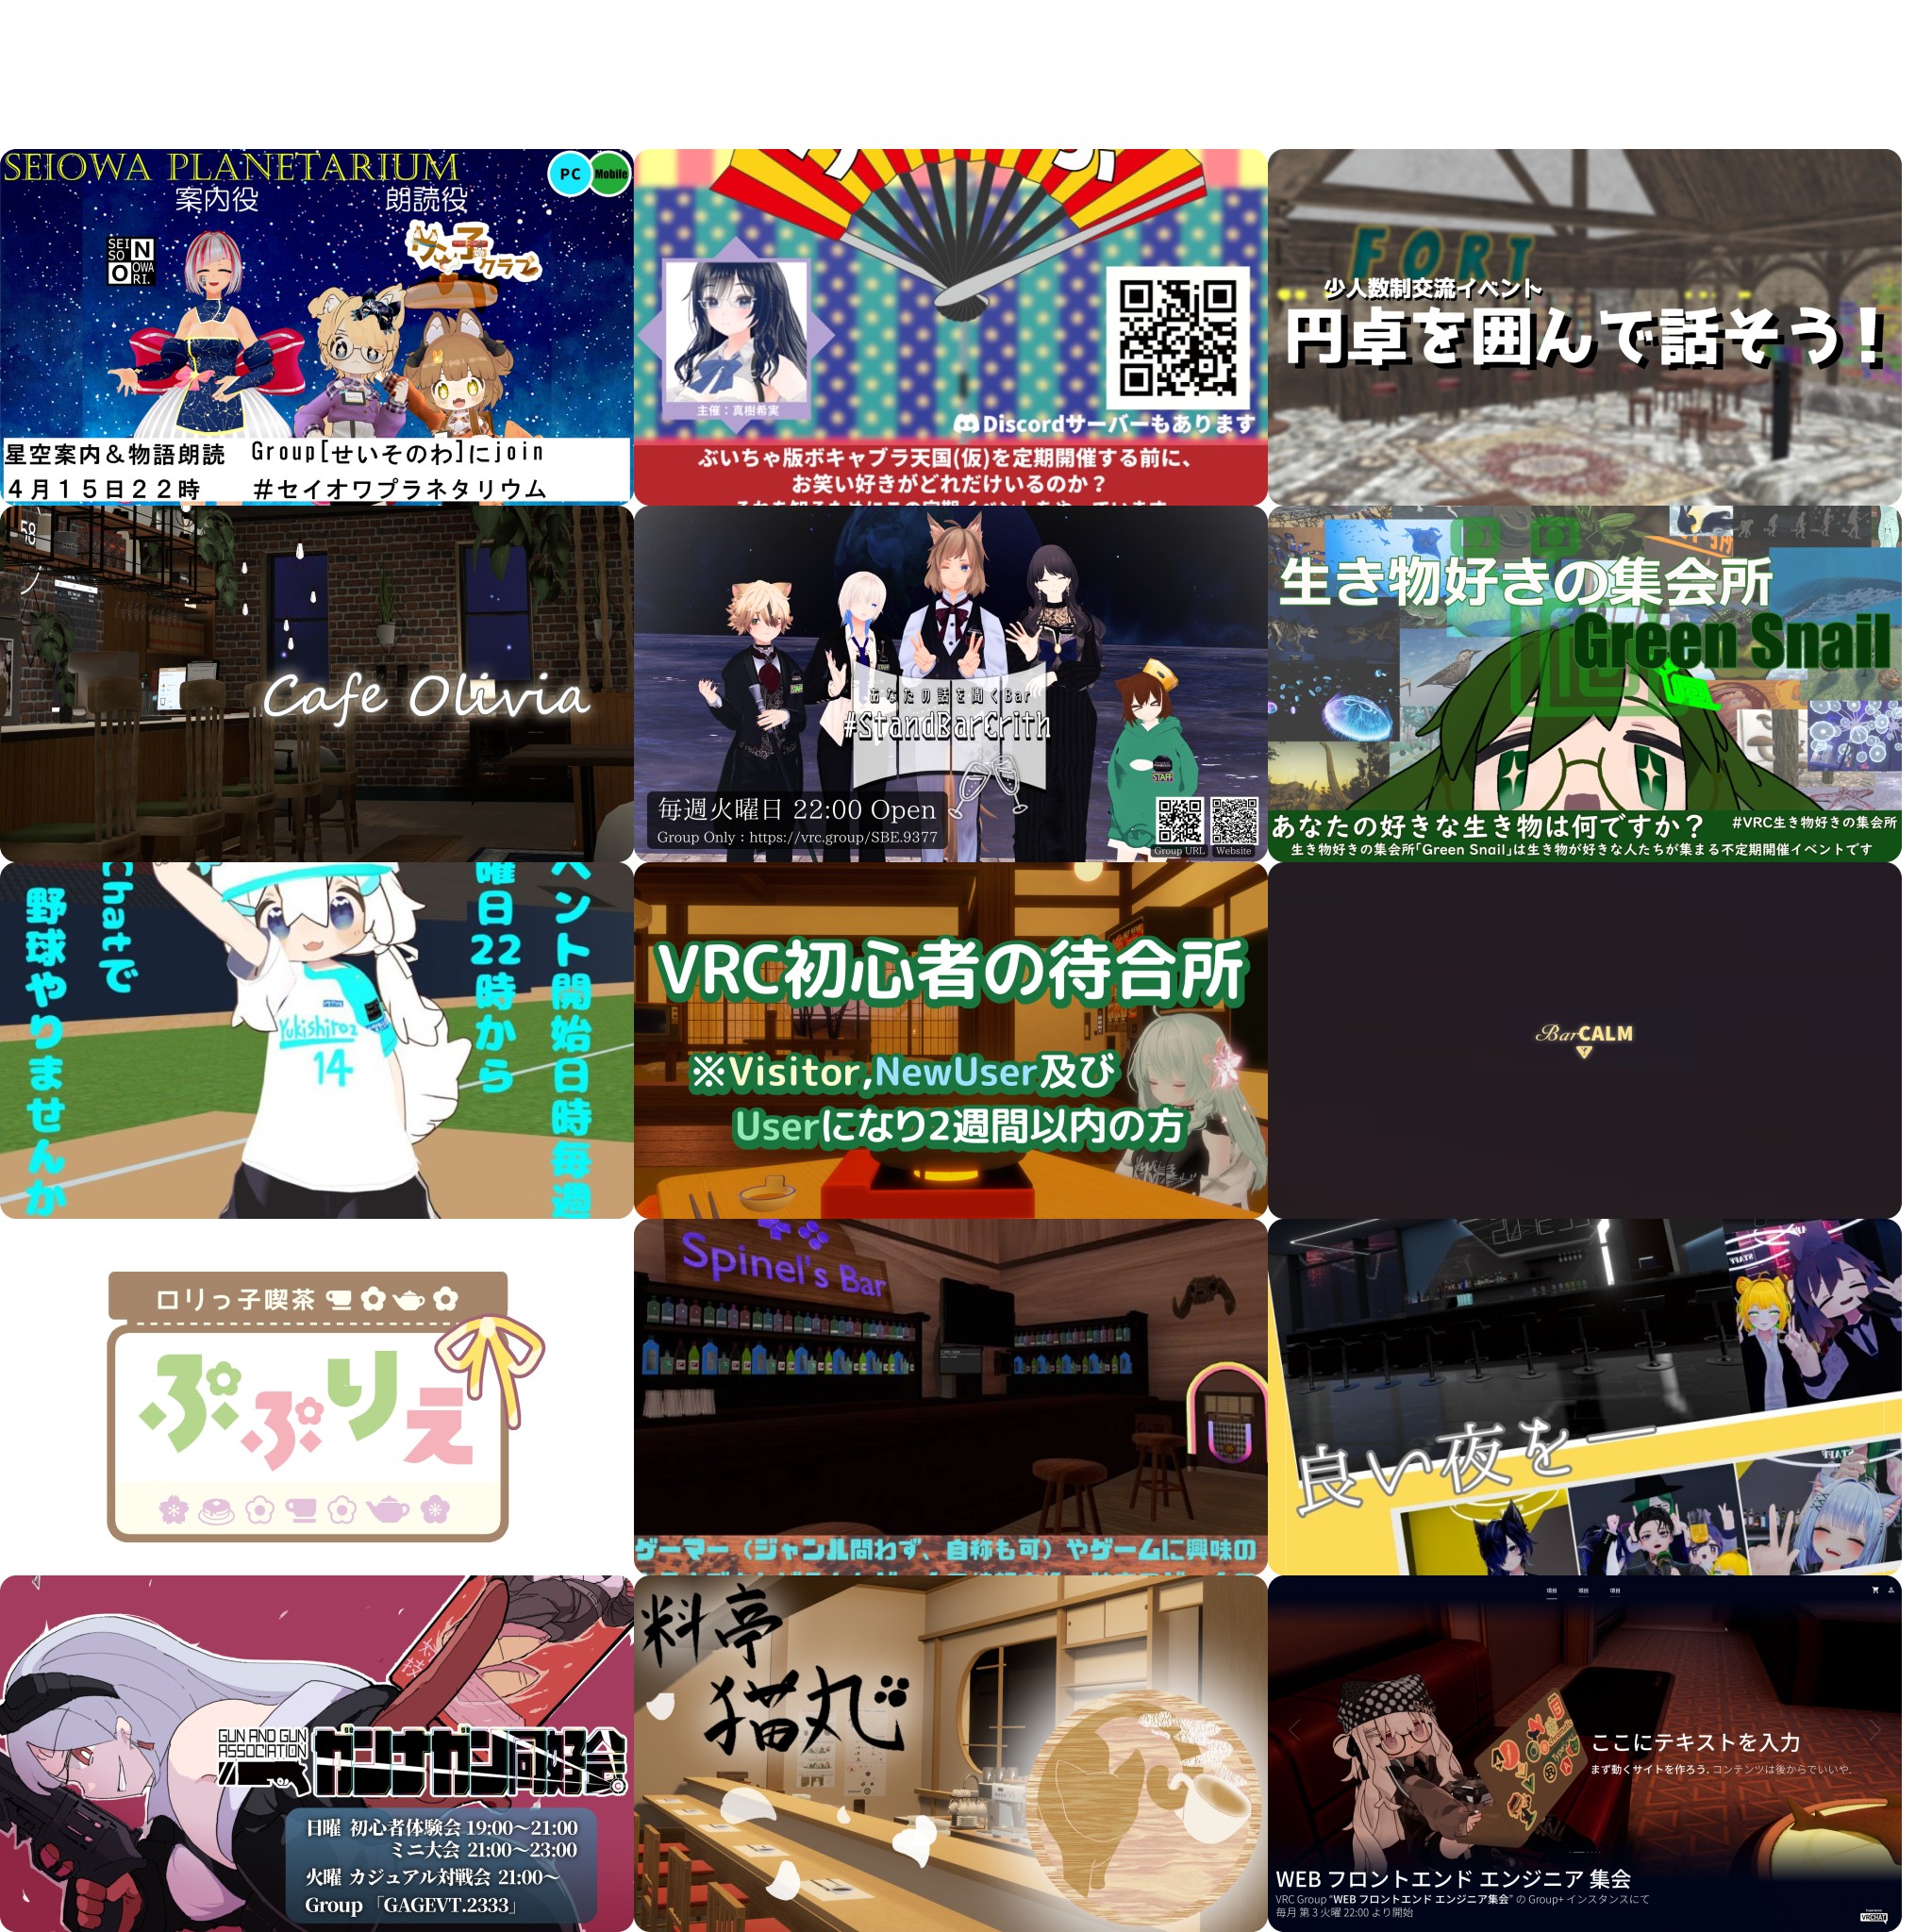 SEIOWA PLANETARIUM
PC
Mobile
案内役
朗読役
SEI
SO
N
O
OWA
RI.
クラブ
星空案内&物語朗読
Group[せいそのわ]にjoin
4月15日22時
#セイオワプラネタリウム
主催:真樹希実
Discordサーバーもあります
ぶいちゃ版ボキャブラ天国(仮)を定期開催する前に、
お笑い好きがどれだけいるのか?
FORT
少人数制交流イベント
円卓を囲んで話そう!
58
Cafe Olivia
あなたの話を聞くBar
#StandBarCrith
STAFF
毎週火曜日 22:00 Open
Group Only : https://vrc.group/SBE.9377
Group URL
Website
生き物好きの集会所
Green Snail
あなたの好きな生き物は何ですか?
#VRC生き物好きの集会所
生き物好きの集会所「Green Snail」は生き物が好きな人たちが集まる不定期開催イベントです
ント開始日時毎週
曜日22時から
Chatで
野球やりませんか
Yukishiroz
14
VRC初心者の待合所
※Visitor,NewUser及び
Userになり2週間以内の方
BarCALM
ロリっ子喫茶
ぷぷりえ
Spinel's Bar
ゲーマー(ジャンル問わず、自称も可)やゲームに興味の
良い夜を―
GUN AND GUN
ASSOCIATION
ガンナガン同好会
日曜 初心者体験会 19:00〜21:00
ミニ大会 21:00〜23:00
火曜 カジュアル対戦会 21:00〜
Group「GAGEVT.2333」
料亭
猫丸
項目
項目
項目
ここにテキストを入力
まず動くサイトを作ろう. コンテンツは後からでいいや.
WEB フロントエンド エンジニア 集会
VRC Group "WEB フロントエンド エンジニア集会" の Group+ インスタンスにて
毎月 第 3 火曜 22:00 より開始
VRCHAT